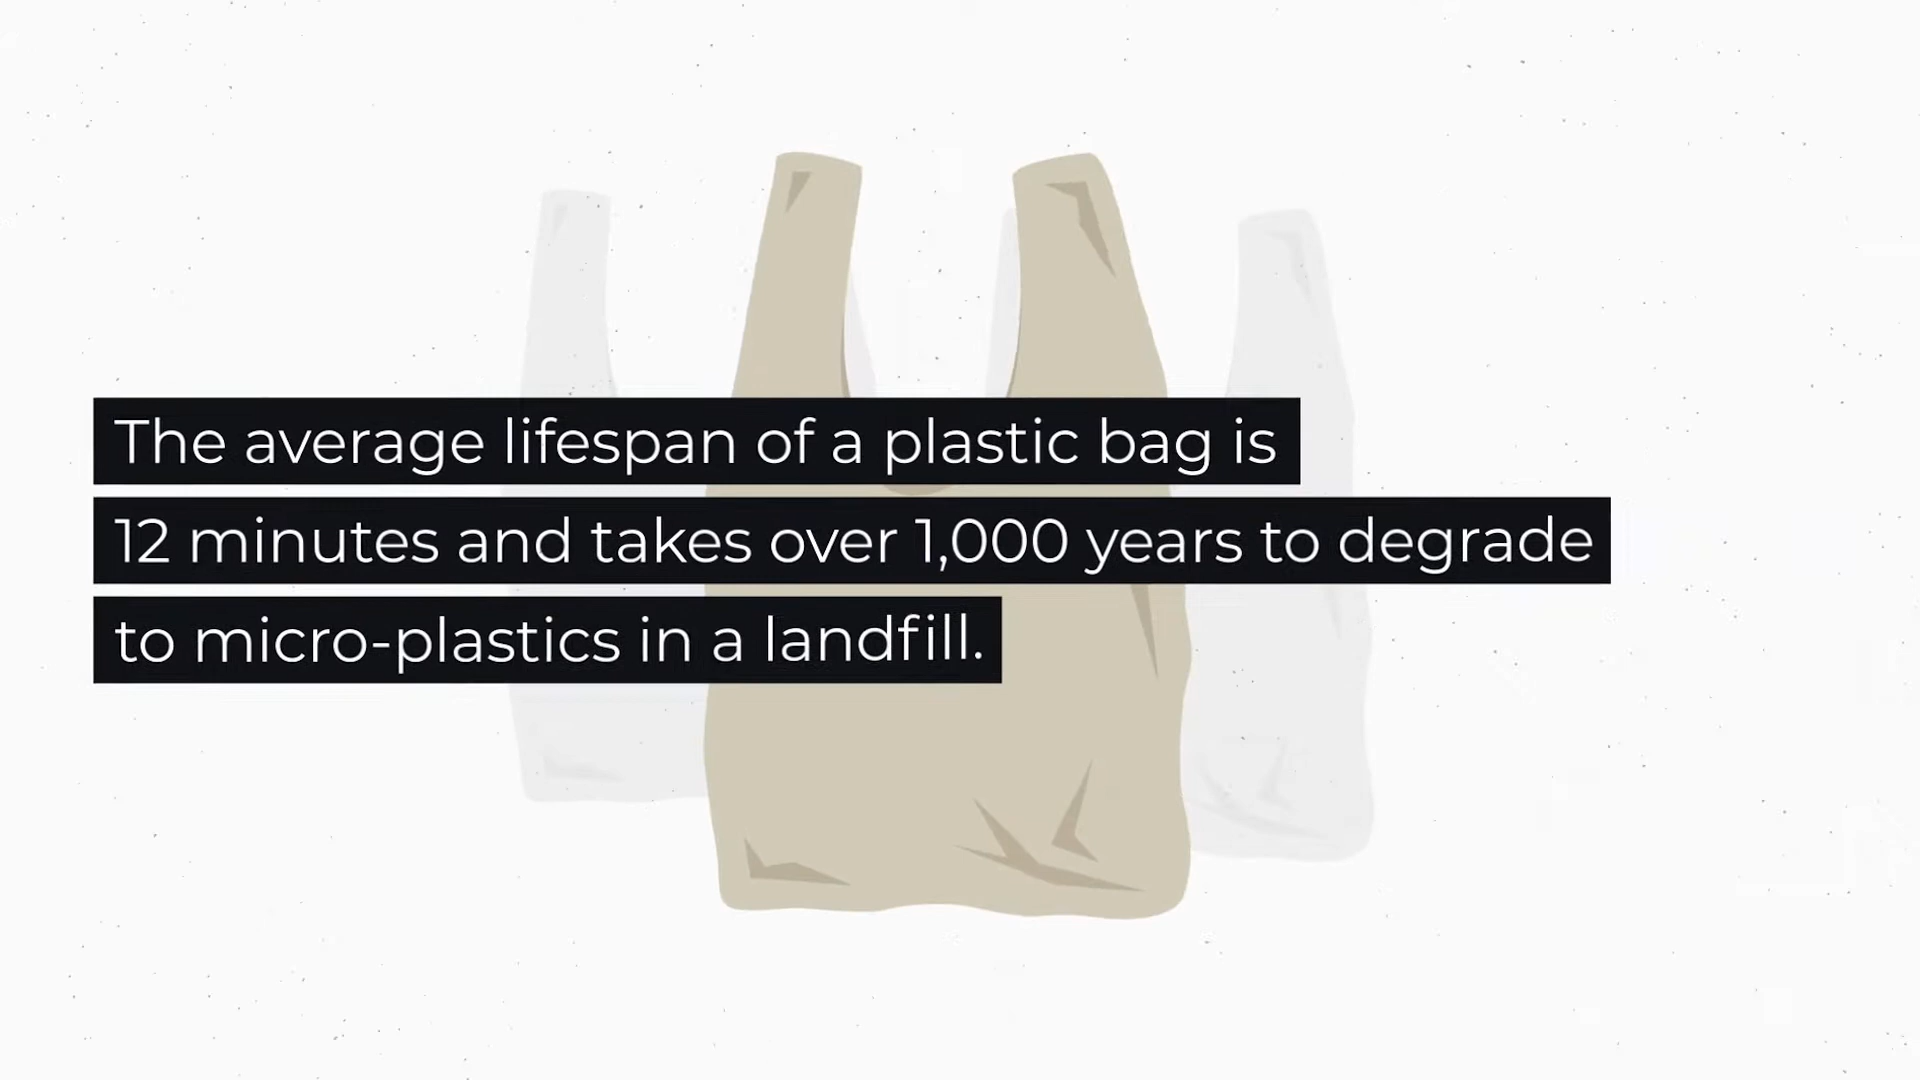 The average lifespan of a plastic bag is
12 minutes and takes over 1,000 years to degrade
to micro-plastics in a landfill.